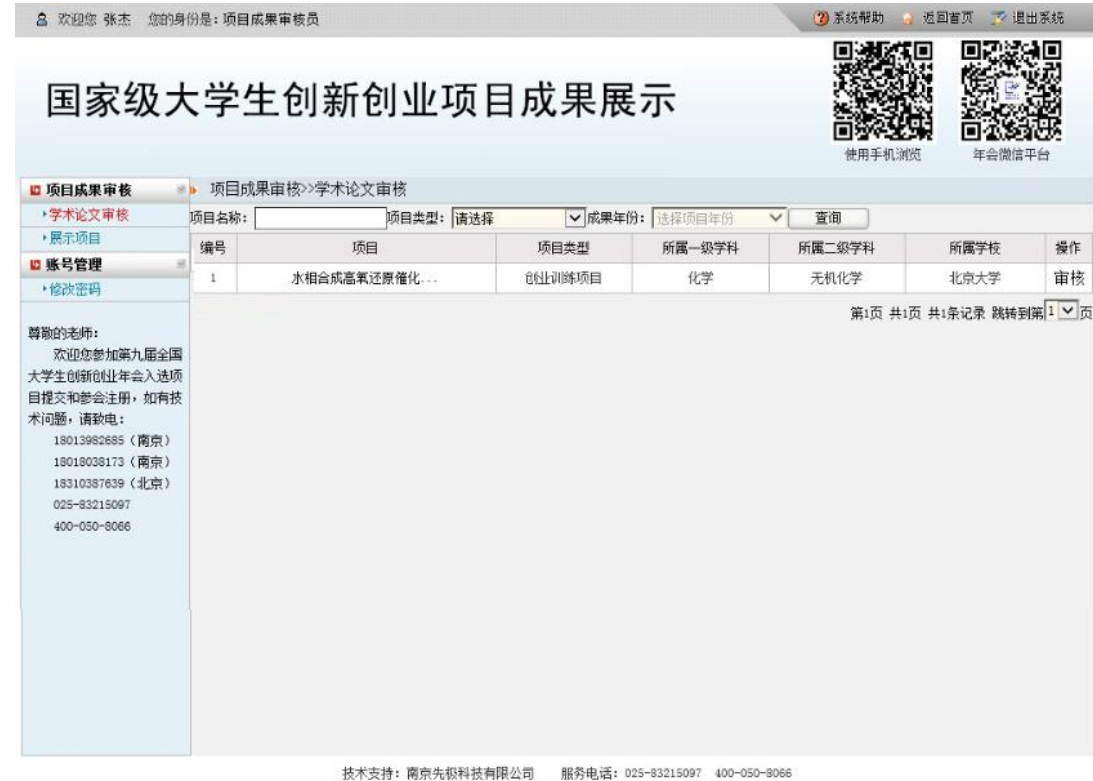 欢迎您 张杰 您的身份是：项目成果审核员
系统帮助 返回首页 退出系统
国家级大学生创新创业项目成果展示
使用手机浏览 年会微信平台
项目成果审核
学术论文审核
展示项目
账号管理
修改密码
尊敬的老师：
欢迎您参加第九届全国
大学生创新创业年会入选项
目提交和参会注册，如有技
术问题，请致电：
18013982685（南京）
18018038173（南京）
18310387639（北京）
025-83215097
400-050-8066
项目成果审核>>学术论文审核
项目名称： 项目类型：请选择 成果年份：选择项目年份 查询
编号 项目 项目类型 所属一级学科 所属二级学科 所属学校 操作
1 水相合成高氧还原催化... 创业训练项目 化学 无机化学 北京大学 审核
第1页 共1页 共1条记录 跳转到第1页
技术支持：南京先极科技有限公司 服务电话：025-83215097 400-050-8066